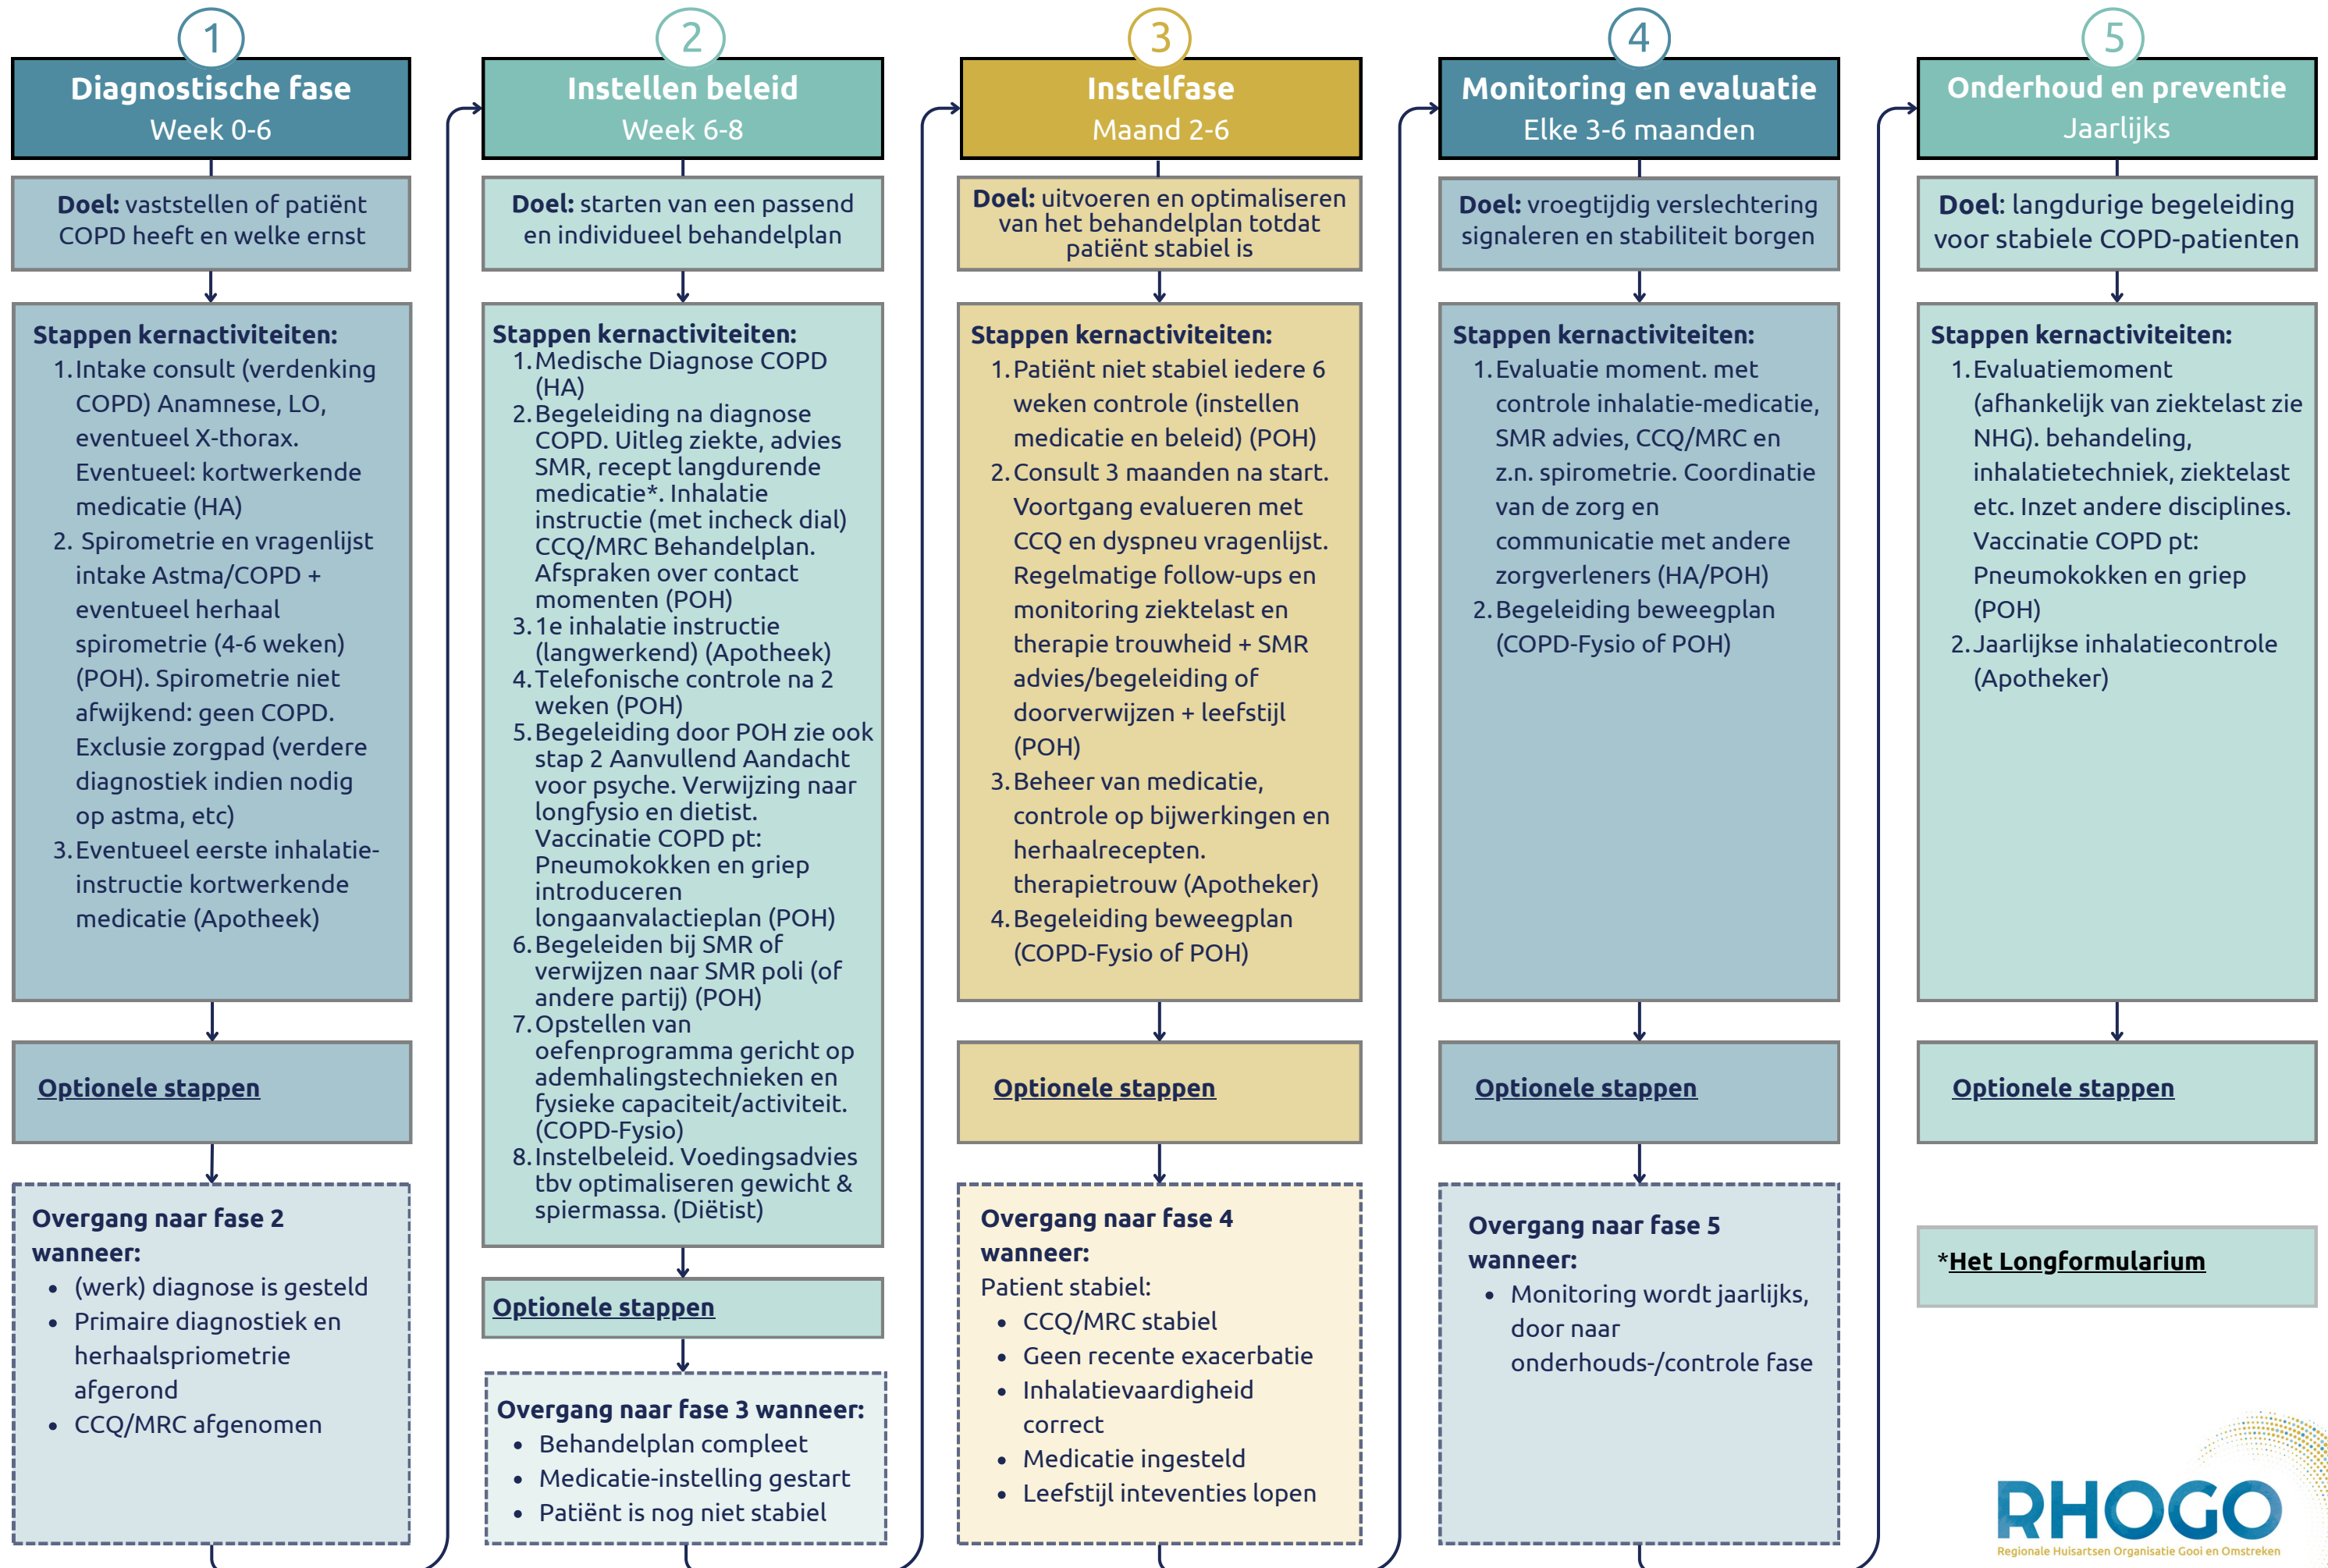 1
Diagnostische fase
Week 0-6
Doel: vaststellen of patiënt
COPD heeft en welke ernst
Stappen kernactiviteiten:
1. Intake consult (verdenking
COPD) Anamnese, LO,
eventueel X-thorax.
Eventueel: kortwerkende
medicatie (HA)
2. Spirometrie en vragenlijst
intake Astma/COPD +
eventueel herhaal
spirometrie (4-6 weken)
(POH). Spirometrie niet
afwijkend: geen COPD.
Exclusie zorgpad (verdere
diagnostiek indien nodig
op astma, etc)
3. Eventueel eerste inhalatie-
instructie kortwerkende
medicatie (Apotheek)
Optionele stappen
Overgang naar fase 2
wanneer:
• (werk) diagnose is gesteld
• Primaire diagnostiek en
herhaalspriometrie
afgerond
• CCQ/MRC afgenomen
2
Instellen beleid
Week 6-8
Doel: starten van een passend
en individueel behandelplan
Stappen kernactiviteiten:
1. Medische Diagnose COPD
(HA)
2. Begeleiding na diagnose
COPD. Uitleg ziekte, advies
SMR, recept langdurende
medicatie*. Inhalatie
instructie (met incheck dial)
CCQ/MRC Behandelplan.
Afspraken over contact
momenten (POH)
3. 1e inhalatie instructie
(langwerkend) (Apotheek)
4. Telefonische controle na 2
weken (POH)
5. Begeleiding door POH zie ook
stap 2 Aanvullend Aandacht
voor psyche. Verwijzing naar
longfysio en dietist.
Vaccinatie COPD pt:
Pneumokokken en griep
introduceren
longaanvalactieplan (POH)
6. Begeleiden bij SMR of
verwijzen naar SMR poli (of
andere partij) (POH)
7. Opstellen van
oefenprogramma gericht op
ademhalingstechnieken en
fysieke capaciteit/activiteit.
(COPD-Fysio)
8. Instelbeleid. Voedingsadvies
tbv optimaliseren gewicht &
spiermassa. (Diëtist)
Optionele stappen
Overgang naar fase 3 wanneer:
• Behandelplan compleet
• Medicatie-instelling gestart
• Patiënt is nog niet stabiel
3
Instelfase
Maand 2-6
Doel: uitvoeren en optimaliseren
van het behandelplan totdat
patiënt stabiel is
Stappen kernactiviteiten:
1. Patiënt niet stabiel iedere 6
weken controle (instellen
medicatie en beleid) (POH)
2. Consult 3 maanden na start.
Voortgang evalueren met
CCQ en dyspneu vragenlijst.
Regelmatige follow-ups en
monitoring ziektelast en
therapie trouwheid + SMR
advies/begeleiding of
doorverwijzen + leefstijl
(POH)
3. Beheer van medicatie,
controle op bijwerkingen en
herhaalrecepten.
therapietrouw (Apotheker)
4. Begeleiding beweegplan
(COPD-Fysio of POH)
Optionele stappen
Overgang naar fase 4
wanneer:
Patient stabiel:
• CCQ/MRC stabiel
• Geen recente exacerbatie
• Inhalatievaardigheid
correct
• Medicatie ingesteld
• Leefstijl inteventies lopen
4
Monitoring en evaluatie
Elke 3-6 maanden
Doel: vroegtijdig verslechtering
signaleren en stabiliteit borgen
Stappen kernactiviteiten:
1. Evaluatie moment. met
controle inhalatie-medicatie,
SMR advies, CCQ/MRC en
z.n. spirometrie. Coordinatie
van de zorg en
communicatie met andere
zorgverleners (HA/POH)
2. Begeleiding beweegplan
(COPD-Fysio of POH)
Optionele stappen
Overgang naar fase 5
wanneer:
• Monitoring wordt jaarlijks,
door naar
onderhouds-/controle fase
5
Onderhoud en preventie
Jaarlijks
Doel: langdurige begeleiding
voor stabiele COPD-patienten
Stappen kernactiviteiten:
1. Evaluatiemoment
(afhankelijk van ziektelast zie
NHG). behandeling,
inhalatietechniek, ziektelast
etc. Inzet andere disciplines.
Vaccinatie COPD pt:
Pneumokokken en griep
(POH)
2. Jaarlijkse inhalatiecontrole
(Apotheker)
Optionele stappen
*Het Longformularium
RHOGO
Regionale Huisartsen Organisatie Gooi en Omstreken